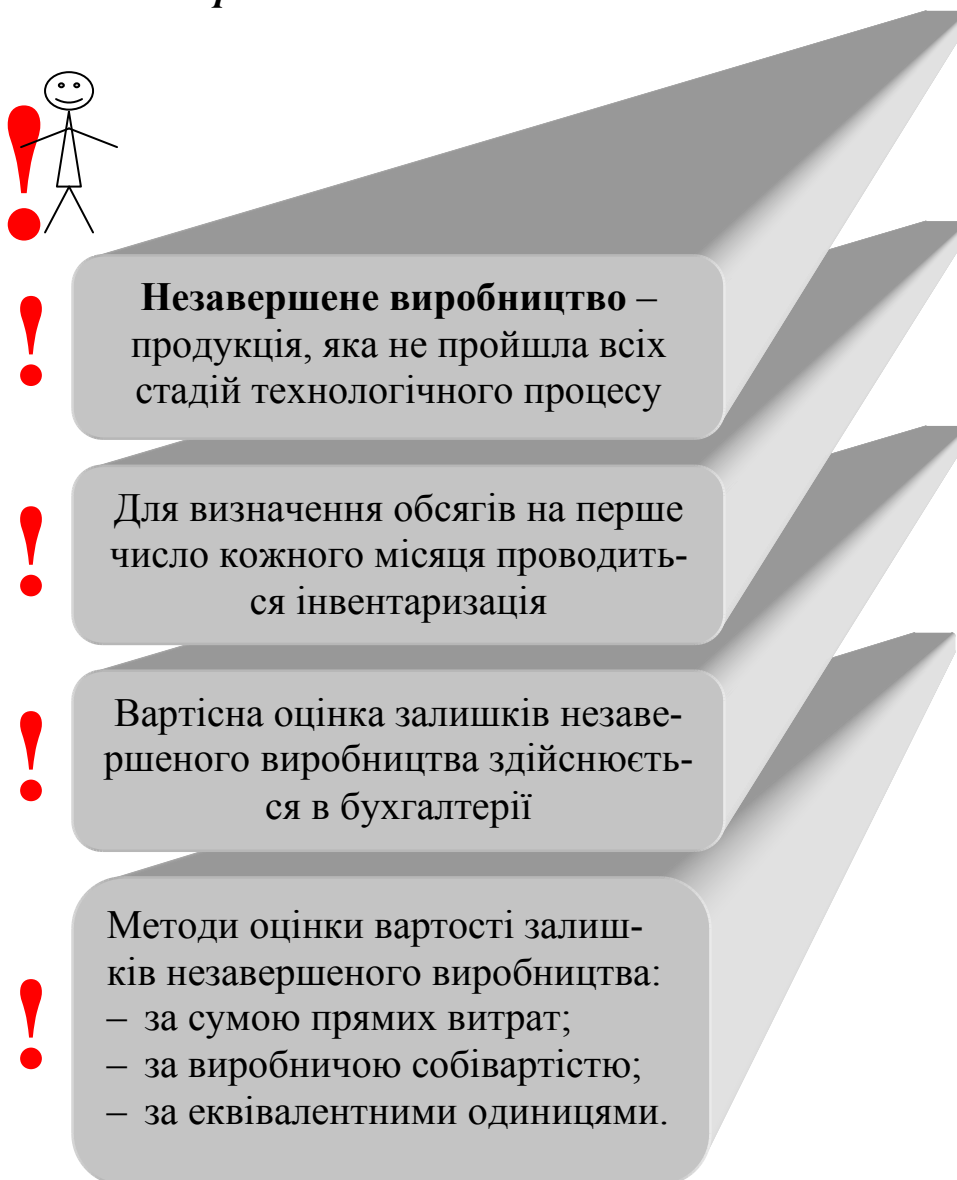 !
!
Незавершене виробництво –
продукція, яка не пройшла всіх
стадій технологічного процесу
!
Для визначення обсягів на перше
число кожного місяця проводить-
ся інвентаризація
!
Вартісна оцінка залишків незаве-
ршеного виробництва здійснюєть-
ся в бухгалтерії
!
Методи оцінки вартості залиш-
ків незавершеного виробництва:
– за сумою прямих витрат;
– за виробничою собівартістю;
– за еквівалентними одиницями.